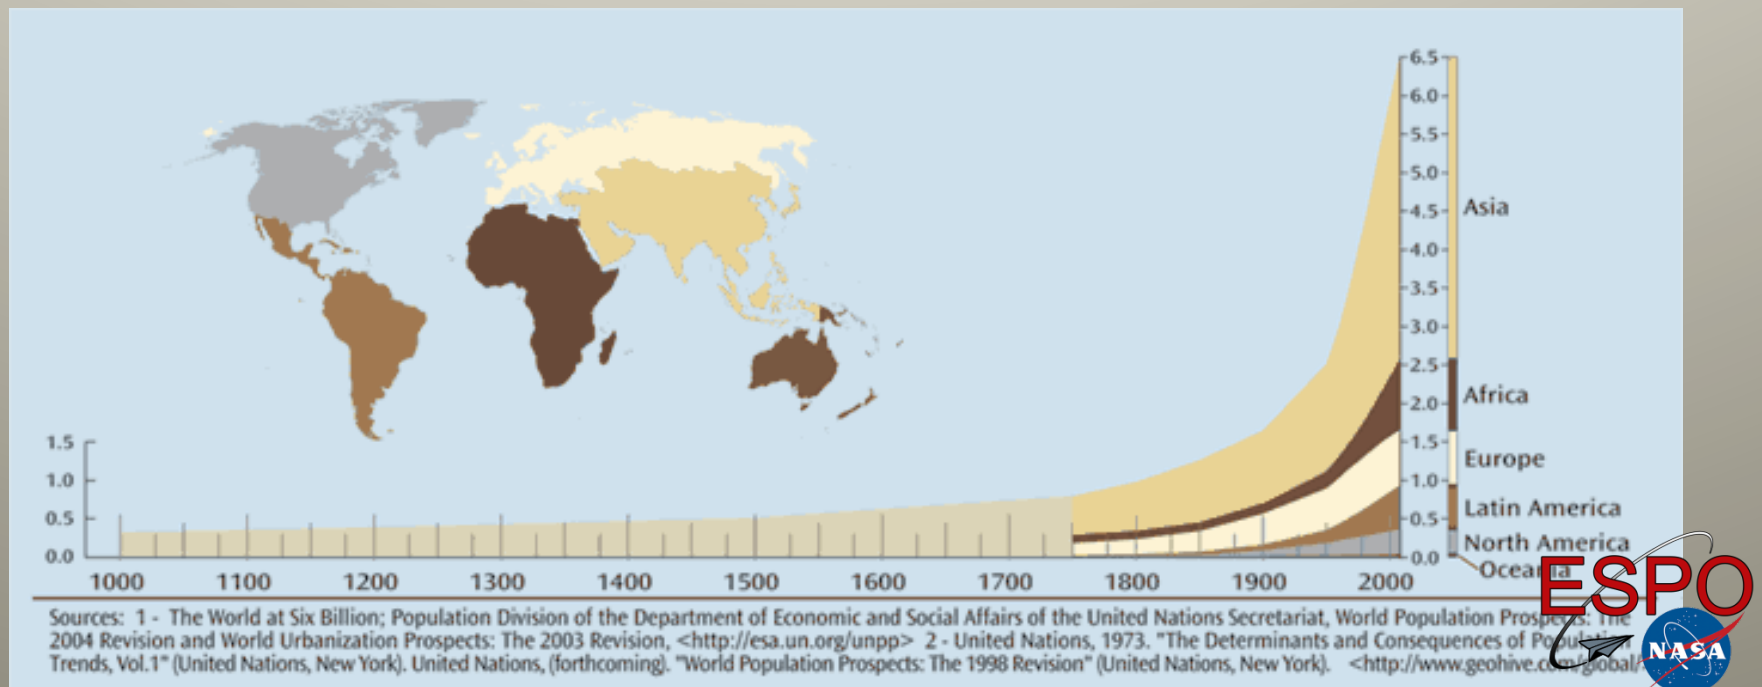 6.5
6.0
5.5
5.0
4.5
4.0
3.5
3.0
2.5
2.0
1.5
1.0
0.5
0.0
Asia
Africa
Europe
Latin America
North America
Oceania
1.5
1.0
0.5
0.0
1000 1100 1200 1300 1400 1500 1600 1700 1800 1900 2000
Sources: 1 - The World at Six Billion; Population Division of the Department of Economic and Social Affairs of the United Nations Secretariat, World Population Prospects: The
2004 Revision and World Urbanization Prospects: The 2003 Revision, <http://esa.un.org/unpp> 2 - United Nations, 1973. "The Determinants and Consequences of Population
Trends, Vol.1" (United Nations, New York). United Nations, (forthcoming). "World Population Prospects: The 1998 Revision" (United Nations, New York). <http://www.geohive.com/global/
ESPO
NASA